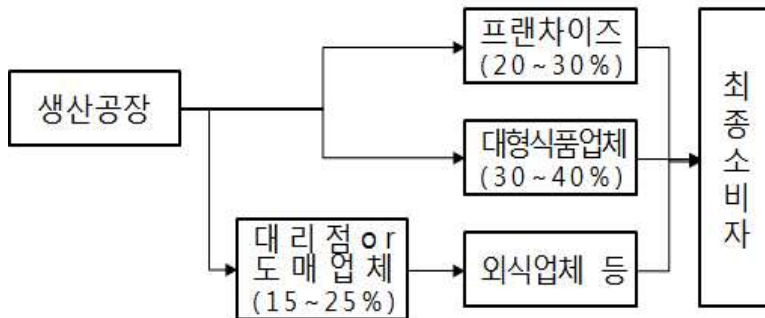 프랜차이즈
(20~30%)
생산공장
대형식품업체
(30~40%)
대리점or
도매업체
(15~25%)
외식업체 등
최종소비자